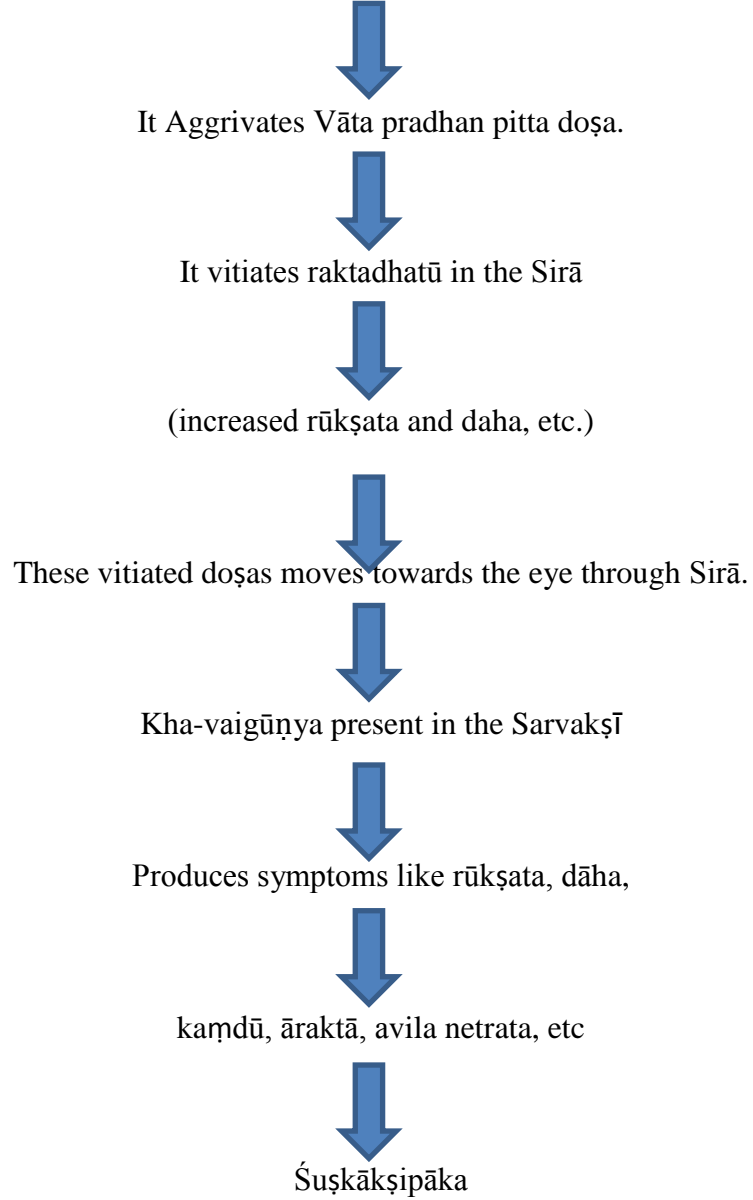 It Aggrivates Vāta pradhan pitta doṣa.
It vitiates raktadhatū in the Sirā
(increased rūkṣata and daha, etc.)
These vitiated doṣas moves towards the eye through Sirā.
Kha-vaigūṇya present in the Sarvakṣī
Produces symptoms like rūkṣata, dāha,
kaṃdū, āraktā, avila netrata, etc
Śuṣkākṣipāka